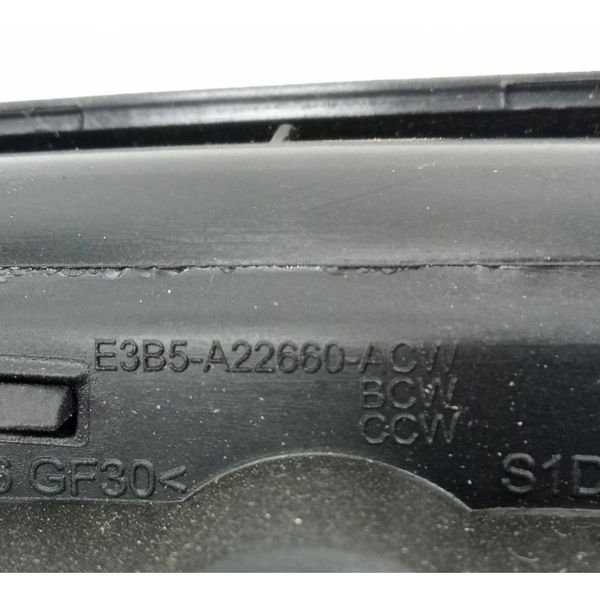 E3B5-A22660-ACW
BCW
CCW
GF30<
S1D